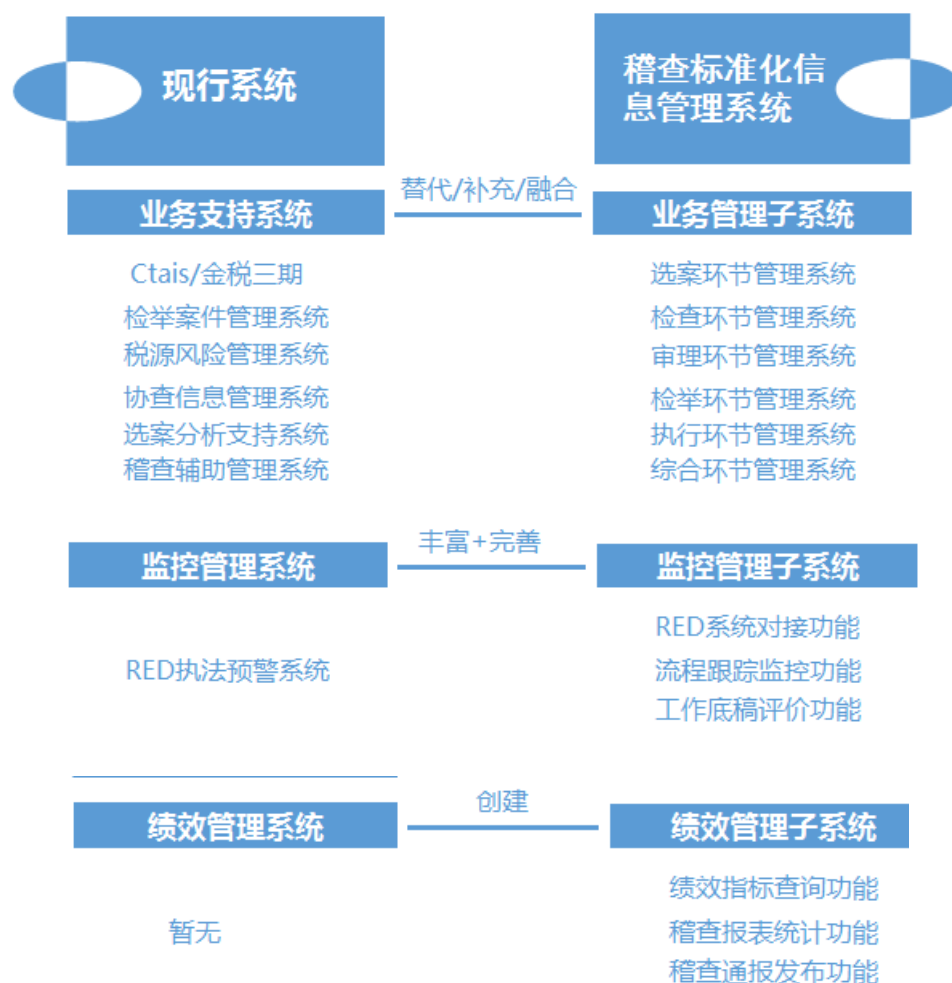 现行系统
稽查标准化信
息管理系统
替代/补充/融合
业务支持系统
业务管理子系统
Ctais/金税三期
选案环节管理系统
检举案件管理系统
检查环节管理系统
税源风险管理系统
审理环节管理系统
协查信息管理系统
检举环节管理系统
选案分析支持系统
执行环节管理系统
稽查辅助管理系统
综合环节管理系统
丰富+完善
监控管理系统
监控管理子系统
RED系统对接功能
RED执法预警系统
流程跟踪监控功能
工作底稿评价功能
创建
绩效管理系统
绩效管理子系统
绩效指标查询功能
暂无
稽查报表统计功能
稽查通报发布功能